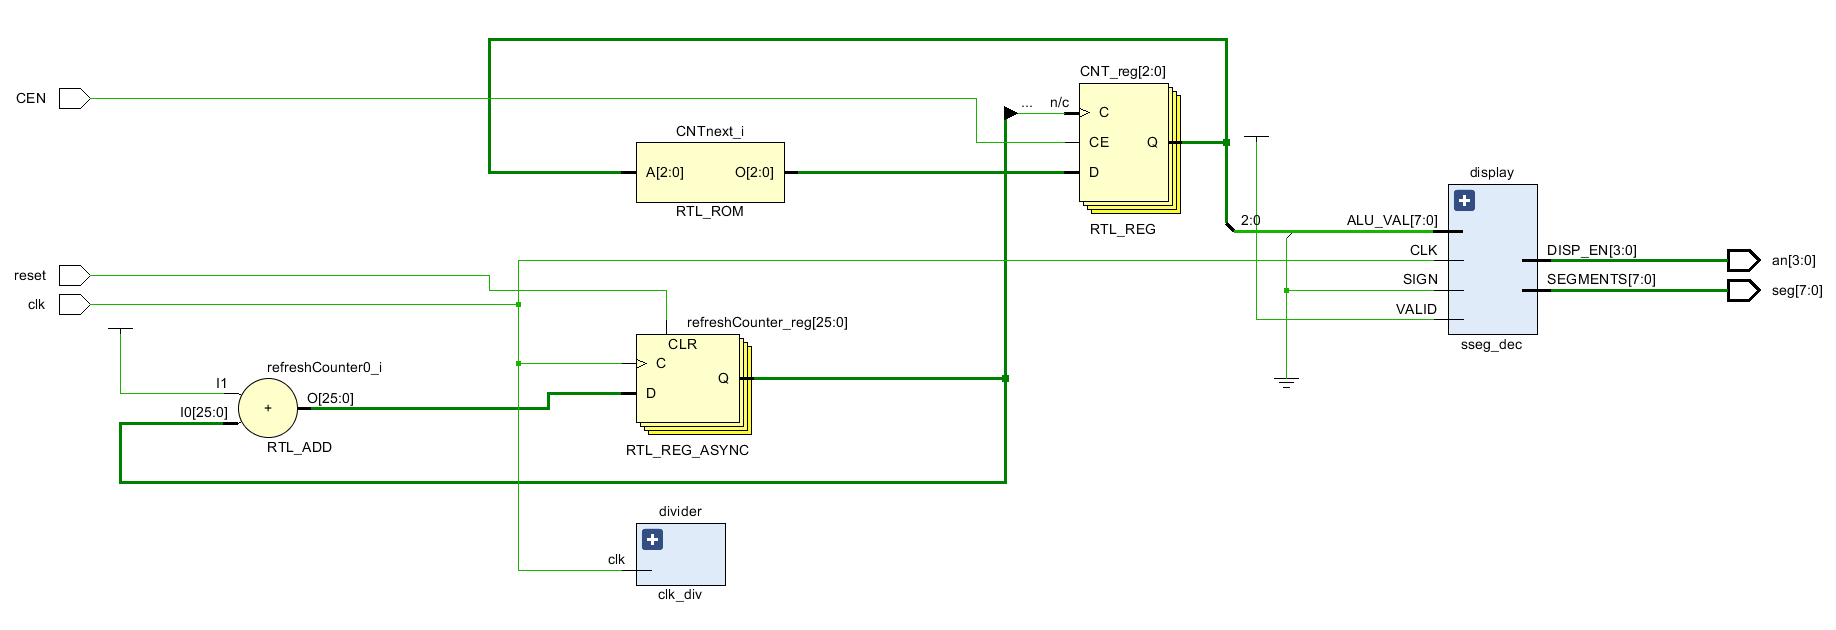 CNT_reg[2:0]
CEN
... n/c
C
CNTnext_i
CE Q
A[2:0] O[2:0]
D
display
RTL_ROM
2:0 ALU_VAL[7:0]
RTL_REG
CLK DISP_EN[3:0]
an[3:0]
reset
SIGN SEGMENTS[7:0]
seg[7:0]
clk
VALID
refreshCounter_reg[25:0]
CLR
sseg_dec
C
refreshCounter0_i
Q
I1
D
+
O[25:0]
I0[25:0]
RTL_ADD
RTL_REG_ASYNC
divider
clk
clk_div